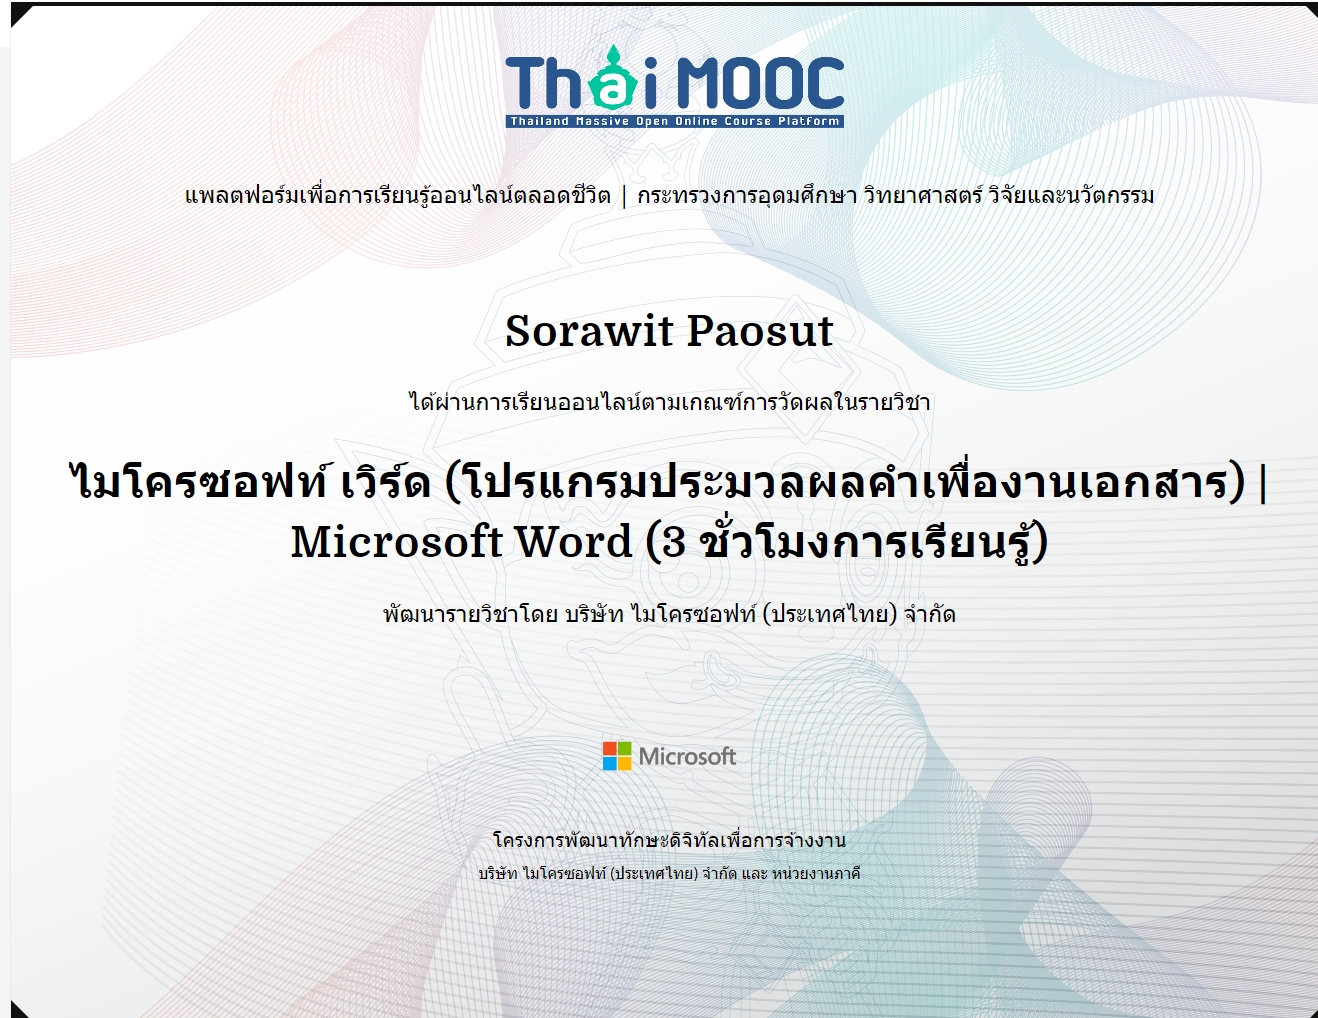 Thai MOOC
Thailand Massive Open Online Course Platform
แพลตฟอร์มเพื่อการเรียนรู้ออนไลน์ตลอดชีวิต | กระทรวงการอุดมศึกษา วิทยาศาสตร์ วิจัยและนวัตกรรม
Sorawit Paosut
ได้ผ่านการเรียนออนไลน์ตามเกณฑ์การวัดผลในรายวิชา
ไมโครซอฟท์ เวิร์ด (โปรแกรมประมวลผลคำเพื่องานเอกสาร) |
Microsoft Word (3 ชั่วโมงการเรียนรู้)
พัฒนารายวิชาโดย บริษัท ไมโครซอฟท์ (ประเทศไทย) จำกัด
Microsoft
โครงการพัฒนาทักษะดิจิทัลเพื่อการจ้างงาน
บริษัท ไมโครซอฟท์ (ประเทศไทย) จำกัด และ หน่วยงานภาคี